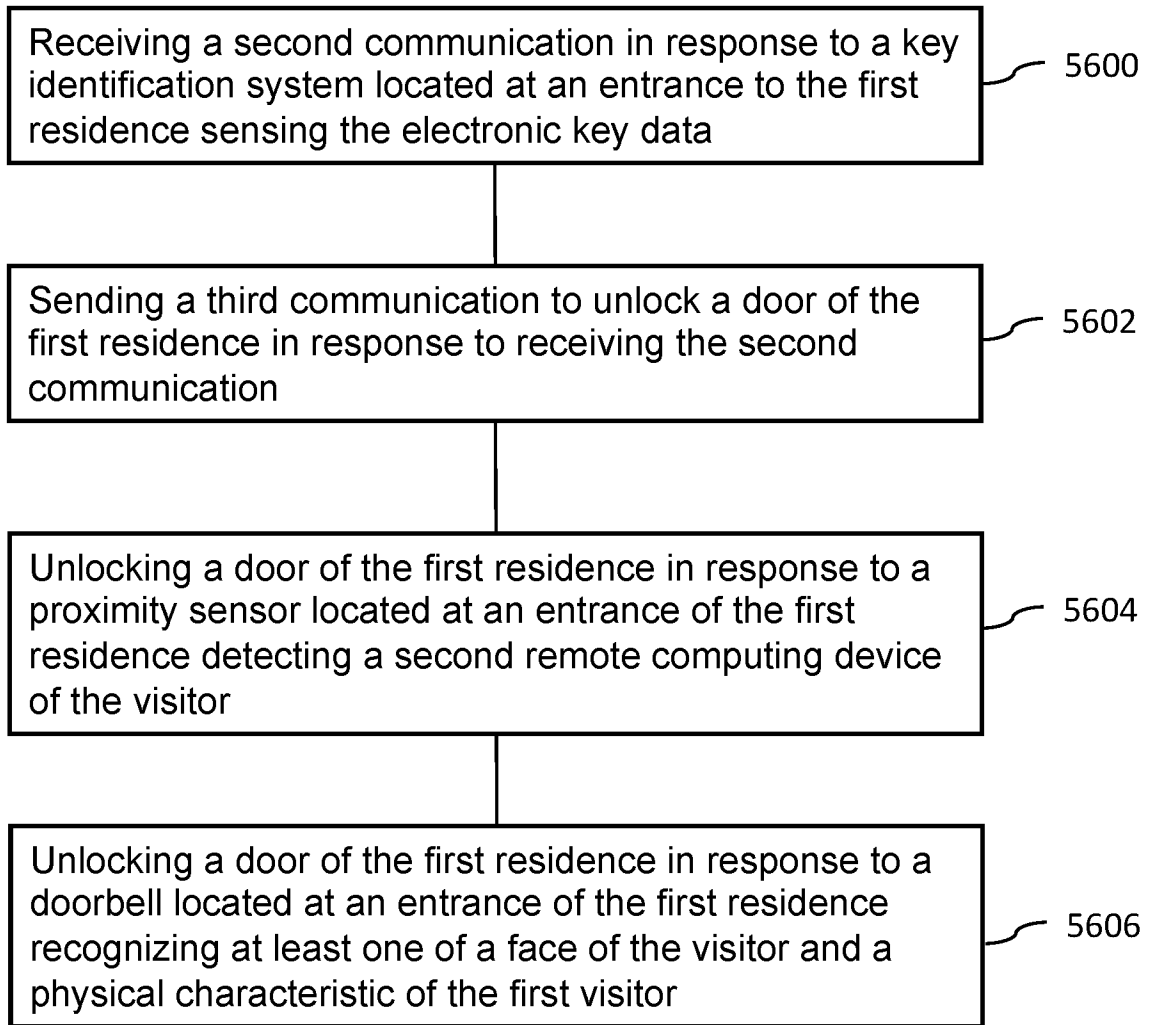 Receiving a second communication in response to a key
identification system located at an entrance to the first
residence sensing the electronic key data
5600
Sending a third communication to unlock a door of the
first residence in response to receiving the second
communication
5602
Unlocking a door of the first residence in response to a
proximity sensor located at an entrance of the first
residence detecting a second remote computing device
of the visitor
5604
Unlocking a door of the first residence in response to a
doorbell located at an entrance of the first residence
recognizing at least one of a face of the visitor and a
physical characteristic of the first visitor
5606